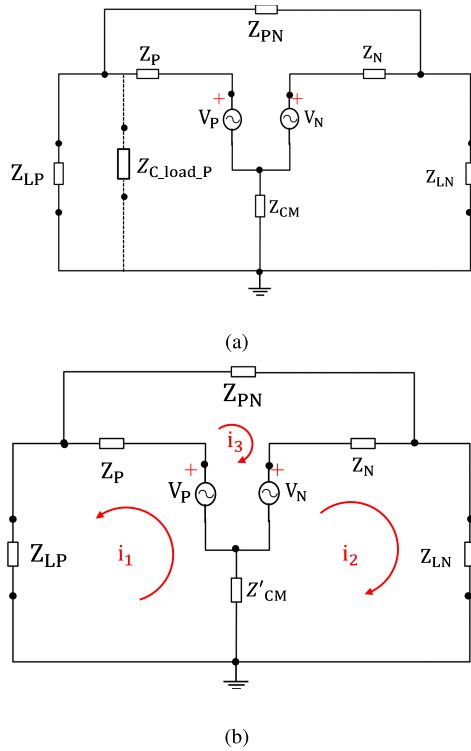 Z_PN
Z_P
Z_N
+
+
V_P
V_N
Z_LP
Z_C_load_P
Z_LN
Z_CM
(a)
Z_PN
i_3
Z_P
Z_N
+
+
V_P
V_N
Z_LP
i_1
i_2
Z_LN
Z'_CM
(b)